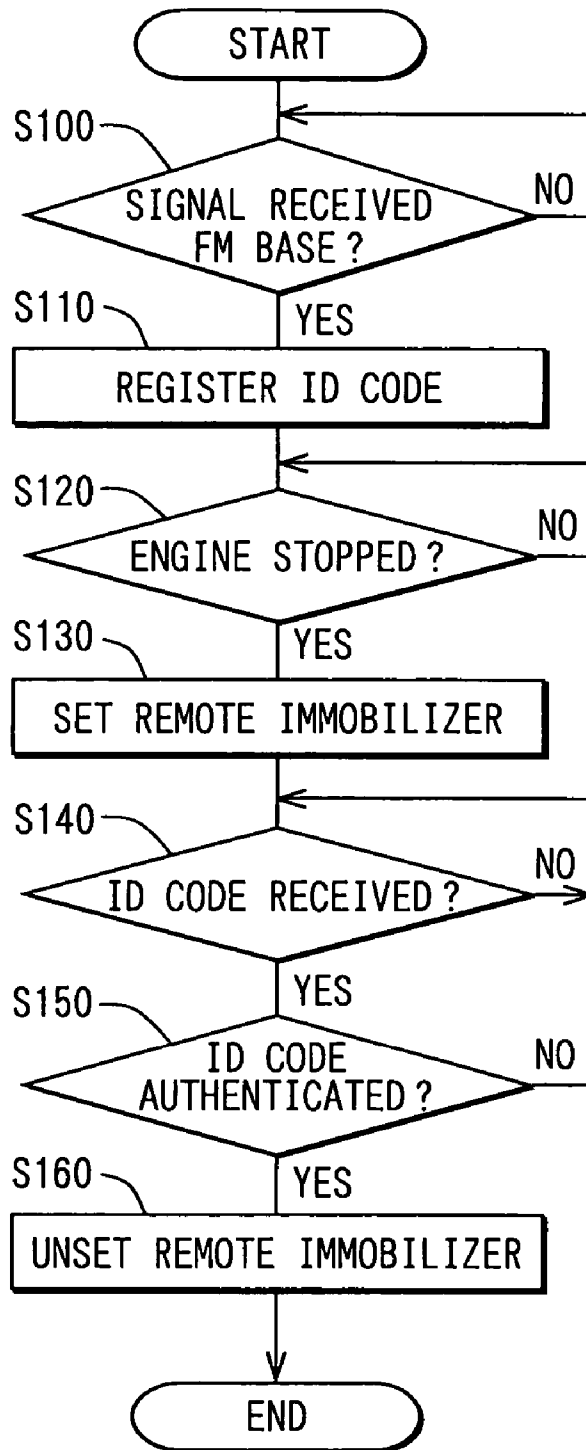 START
S100
SIGNAL RECEIVED
FM BASE?
NO
YES
S110
REGISTER ID CODE
S120
ENGINE STOPPED?
NO
YES
S130
SET REMOTE IMMOBILIZER
S140
ID CODE RECEIVED?
NO
YES
S150
ID CODE
AUTHENTICATED?
NO
YES
S160
UNSET REMOTE IMMOBILIZER
END